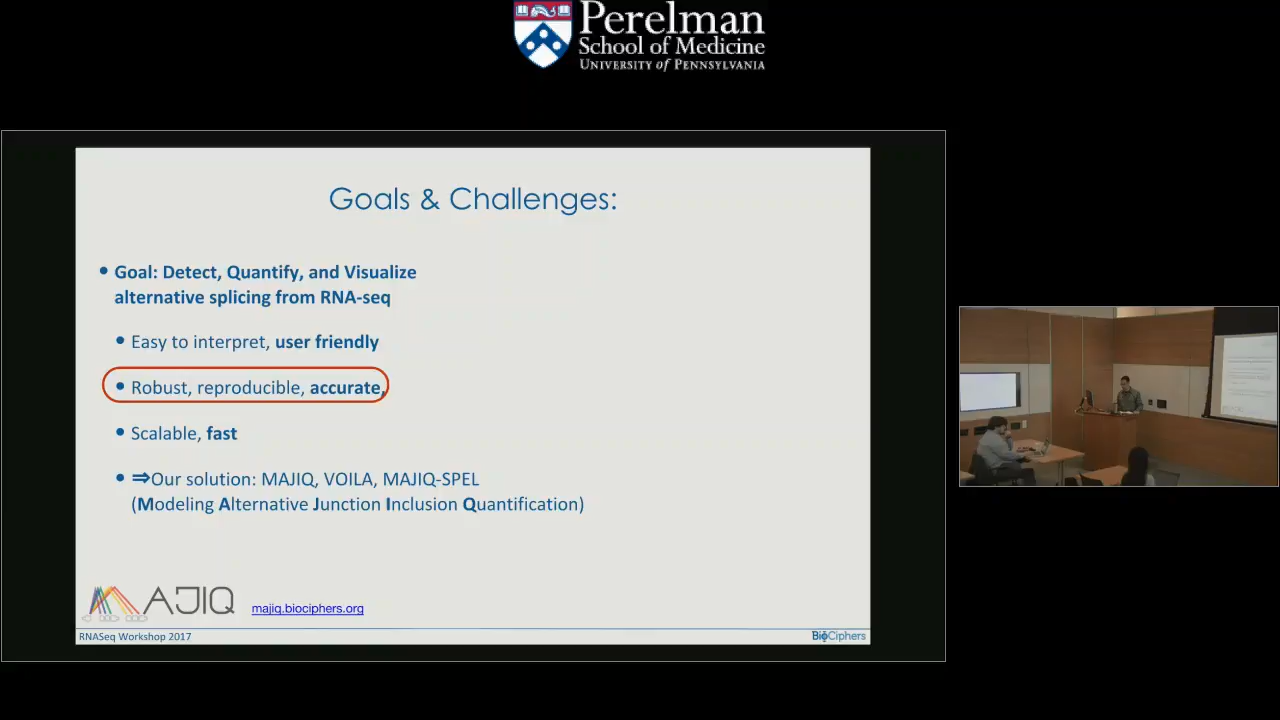 Perelman
School of Medicine
UNIVERSITY of PENNSYLVANIA
Goals & Challenges:
• Goal: Detect, Quantify, and Visualize
alternative splicing from RNA-seq
• Easy to interpret, user friendly
• Robust, reproducible, accurate,
• Scalable, fast
• ⇒Our solution: MAJIQ, VOILA, MAJIQ-SPEL
(Modeling Alternative Junction Inclusion Quantification)
MAJIQ
majiq.biociphers.org
RNASeq Workshop 2017
BioCiphers